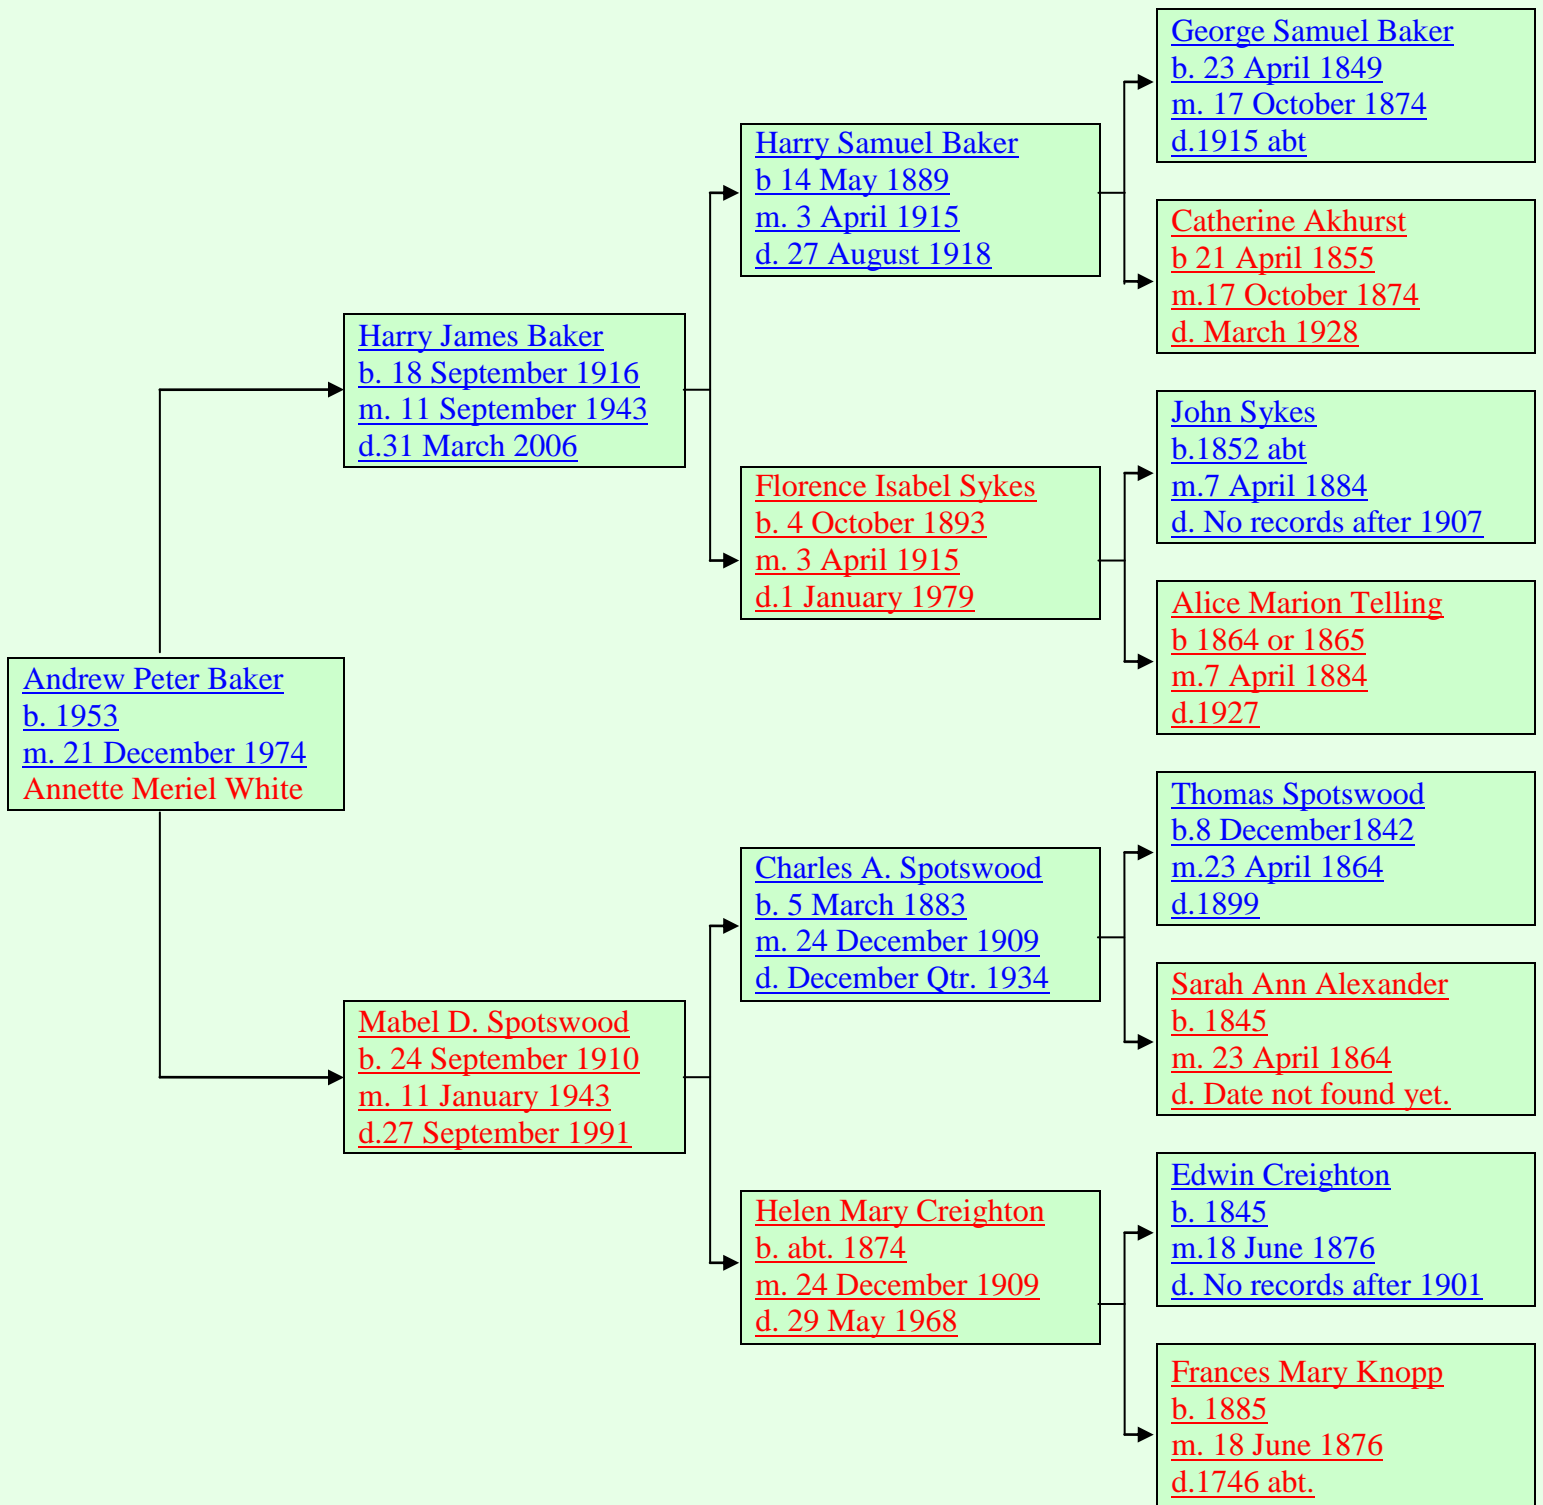 George Samuel Baker
b. 23 April 1849
m. 17 October 1874
d.1915 abt
Harry Samuel Baker
b 14 May 1889
m. 3 April 1915
d. 27 August 1918
Catherine Akhurst
b 21 April 1855
m.17 October 1874
d. March 1928
Harry James Baker
b. 18 September 1916
m. 11 September 1943
d.31 March 2006
John Sykes
b.1852 abt
m.7 April 1884
d. No records after 1907
Florence Isabel Sykes
b. 4 October 1893
m. 3 April 1915
d.1 January 1979
Alice Marion Telling
b 1864 or 1865
m.7 April 1884
d.1927
Andrew Peter Baker
b. 1953
m. 21 December 1974
Annette Meriel White
Thomas Spotswood
b.8 December1842
m.23 April 1864
d.1899
Charles A. Spotswood
b. 5 March 1883
m. 24 December 1909
d. December Qtr. 1934
Sarah Ann Alexander
b. 1845
m. 23 April 1864
d. Date not found yet.
Mabel D. Spotswood
b. 24 September 1910
m. 11 January 1943
d.27 September 1991
Edwin Creighton
b. 1845
m.18 June 1876
d. No records after 1901
Helen Mary Creighton
b. abt. 1874
m. 24 December 1909
d. 29 May 1968
Frances Mary Knopp
b. 1885
m. 18 June 1876
d.1746 abt.